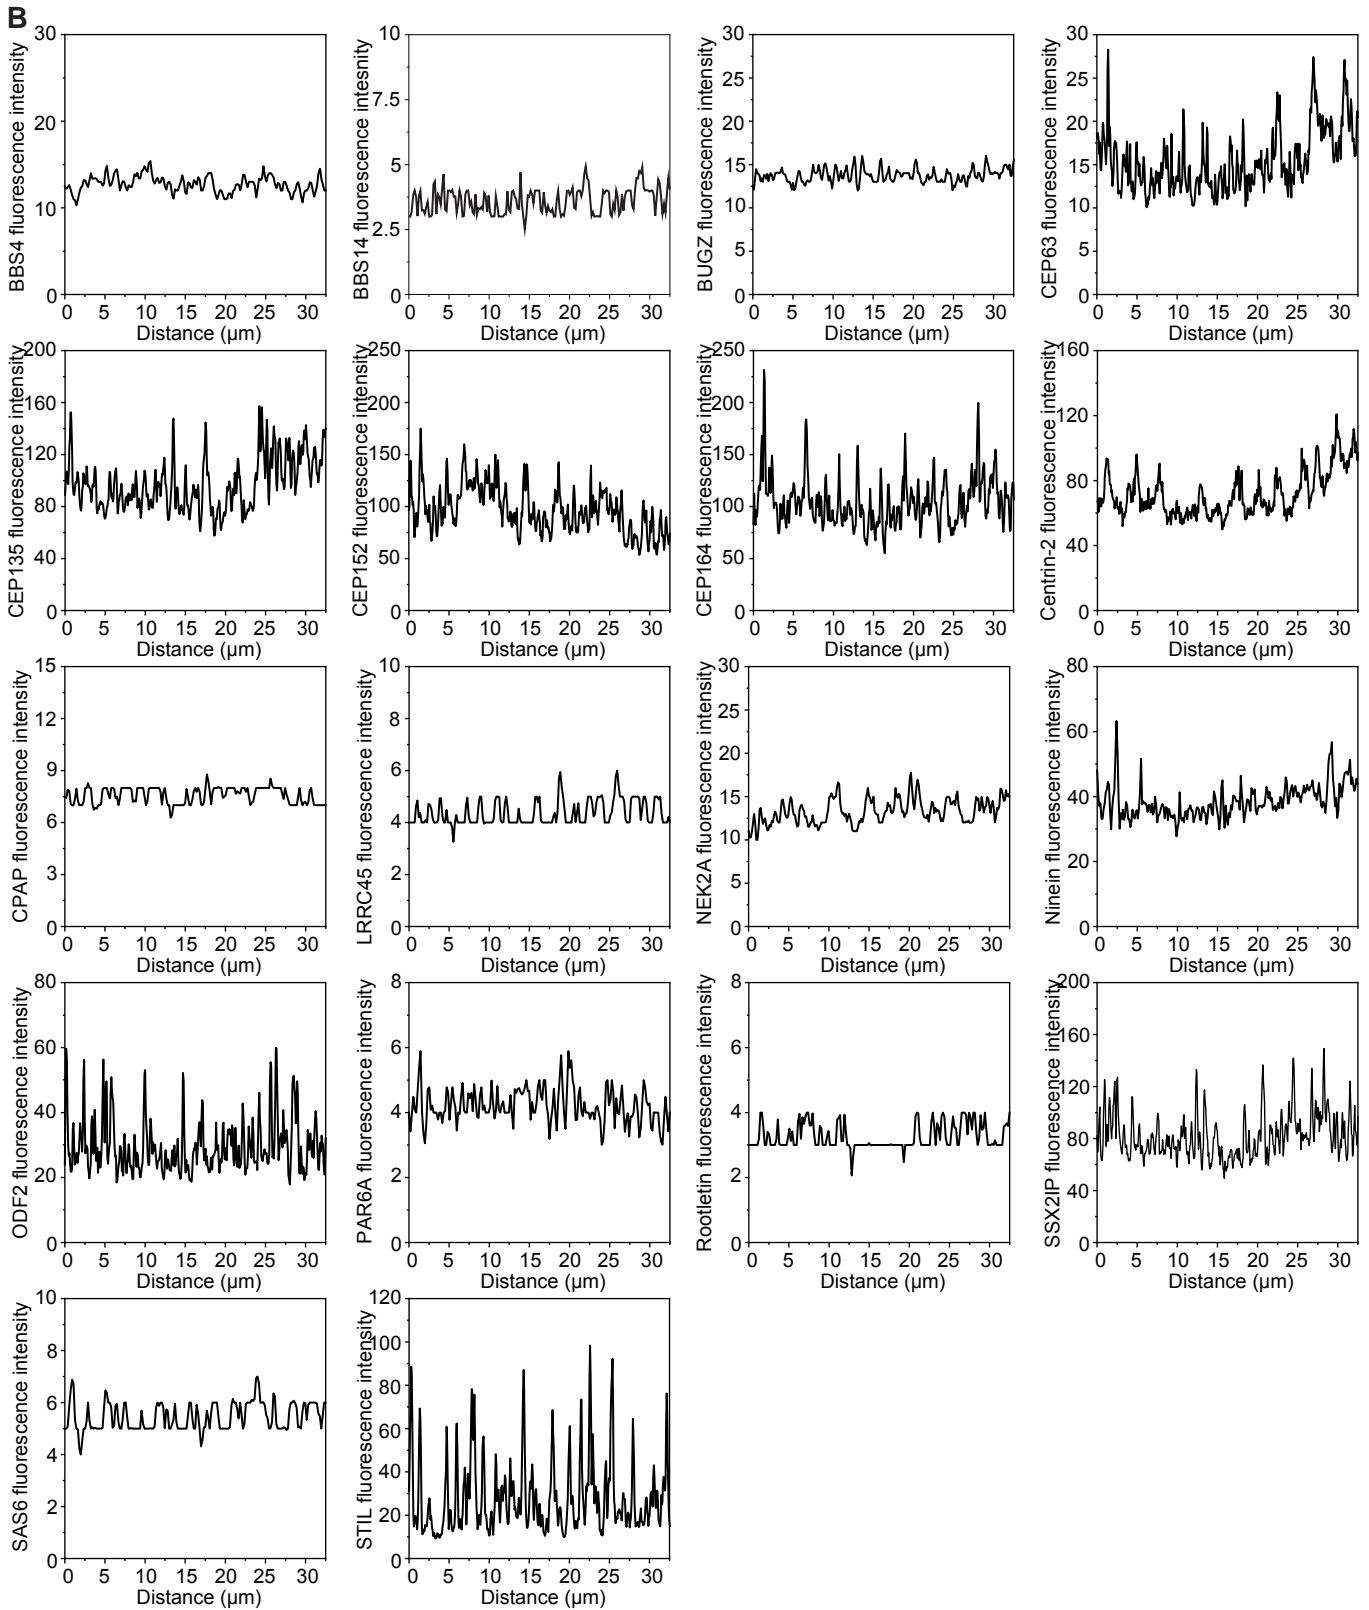 B
BBS4 fluorescence intensity
30
20
10
0
0 5 10 15 20 25 30
Distance (µm)
BBS14 fluorescence intesnity
10
7.5
5
2.5
0
0 5 10 15 20 25 30
Distance (µm)
BUGZ fluorescence intensity
30
25
20
15
10
5
0
0 5 10 15 20 25 30
Distance (µm)
CEP63 fluorescence intensity
30
25
20
15
10
5
0
0 5 10 15 20 25 30
Distance (µm)
CEP135 fluorescence intensity
200
160
120
80
40
0
0 5 10 15 20 25 30
Distance (µm)
CEP152 fluorescence intensity
250
200
150
100
50
0
0 5 10 15 20 25 30
Distance (µm)
CEP164 fluorescence intensity
250
200
150
100
50
0
0 5 10 15 20 25 30
Distance (µm)
Centrin-2 fluorescence intensity
160
120
80
40
0
0 5 10 15 20 25 30
Distance (µm)
CPAP fluorescence intensity
15
12
9
6
3
0
0 5 10 15 20 25 30
Distance (µm)
LRRC45 fluorescence intensity
10
8
6
4
2
0
0 5 10 15 20 25 30
Distance (µm)
NEK2A fluorescence intensity
30
25
20
15
10
5
0
0 5 10 15 20 25 30
Distance (µm)
Ninein fluorescence intensity
80
60
40
20
0
0 5 10 15 20 25 30
Distance (µm)
ODF2 fluorescence intensity
80
60
40
20
0
0 5 10 15 20 25 30
Distance (µm)
PAR6A fluorescence intensity
8
6
4
2
0
0 5 10 15 20 25 30
Distance (µm)
Rootletin fluorescence intensity
8
6
4
2
0
0 5 10 15 20 25 30
Distance (µm)
SSX2IP fluorescence intensity
200
160
120
80
40
0
0 5 10 15 20 25 30
Distance (µm)
SAS6 fluorescence intensity
10
8
6
4
2
0
0 5 10 15 20 25 30
Distance (µm)
STIL fluorescence intensity
120
100
80
60
40
20
0
0 5 10 15 20 25 30
Distance (µm)